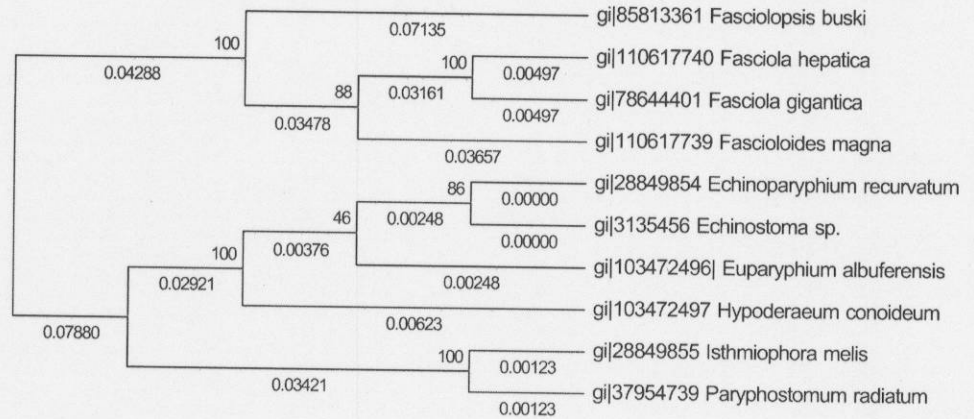 gi|85813361 Fasciolopsis buski
0.07135
100
gi|110617740 Fasciola hepatica
100
0.00497
0.04288
88
0.03161
gi|78644401 Fasciola gigantica
0.00497
0.03478
gi|110617739 Fascioloides magna
0.03657
86
gi|28849854 Echinoparyphium recurvatum
0.00000
46
0.00248
gi|3135456 Echinostoma sp.
0.00000
100
0.00376
gi|103472496| Euparyphium albuferensis
0.00248
0.02921
gi|103472497 Hypoderaeum conoideum
0.00623
0.07880
100
gi|28849855 Isthmiophora melis
0.00123
0.03421
gi|37954739 Paryphostomum radiatum
0.00123